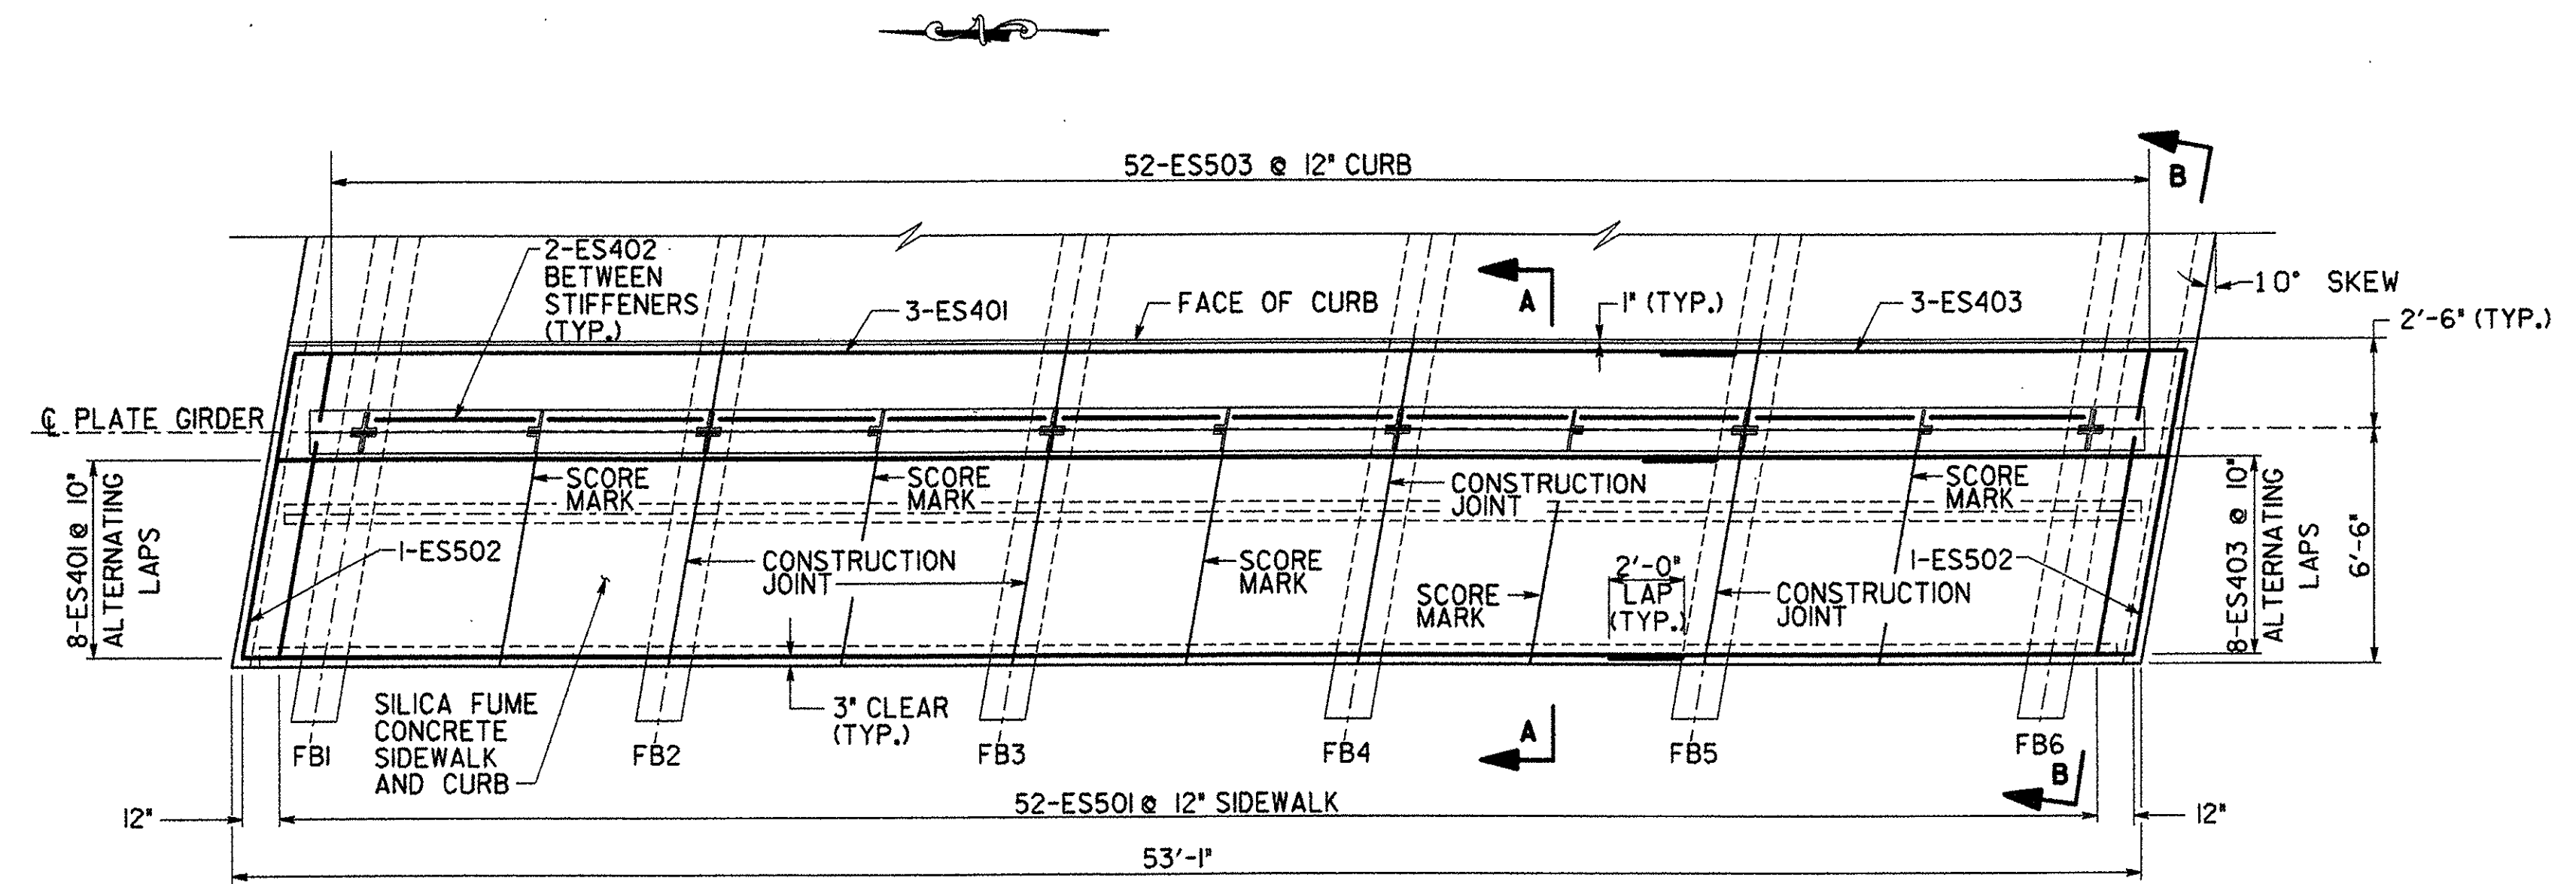 52-ES503 @ 12" CURB
B
2-ES402
BETWEEN
STIFFENERS
(TYP.)
3-ES401
FACE OF CURB
A
1" (TYP.)
3-ES403
10° SKEW
2'-6" (TYP.)
℄ PLATE GIRDER
SCORE
MARK
SCORE
MARK
CONSTRUCTION
JOINT
SCORE
MARK
8-ES401 @ 10"
ALTERNATING
LAPS
1-ES502
CONSTRUCTION
JOINT
SCORE
MARK
SCORE
MARK
2'-0"
LAP
(TYP.)
CONSTRUCTION
JOINT
1-ES502
8-ES403 @ 10"
ALTERNATING
LAPS
6'-6"
SILICA FUME
CONCRETE
SIDEWALK
AND CURB
3" CLEAR
(TYP.)
A
FB1
FB2
FB3
FB4
FB5
FB6
B
12"
52-ES501 @ 12" SIDEWALK
12"
53'-1"